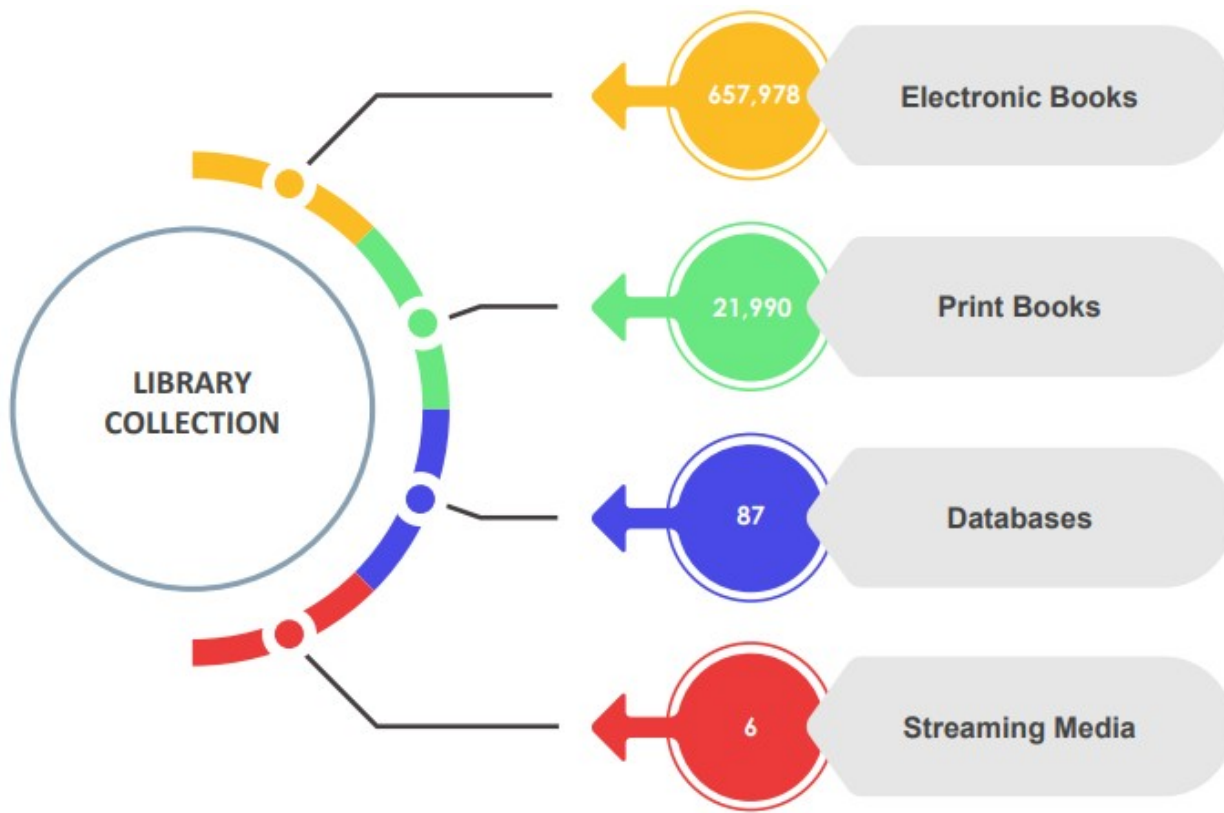 LIBRARY
COLLECTION
657,978
Electronic Books
21,990
Print Books
87
Databases
6
Streaming Media